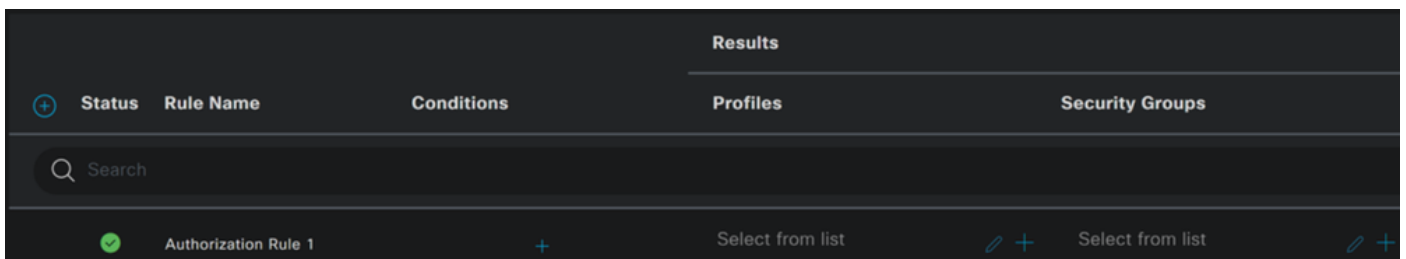 Results
Status Rule Name Conditions Profiles Security Groups
Search
Authorization Rule 1 Select from list Select from list